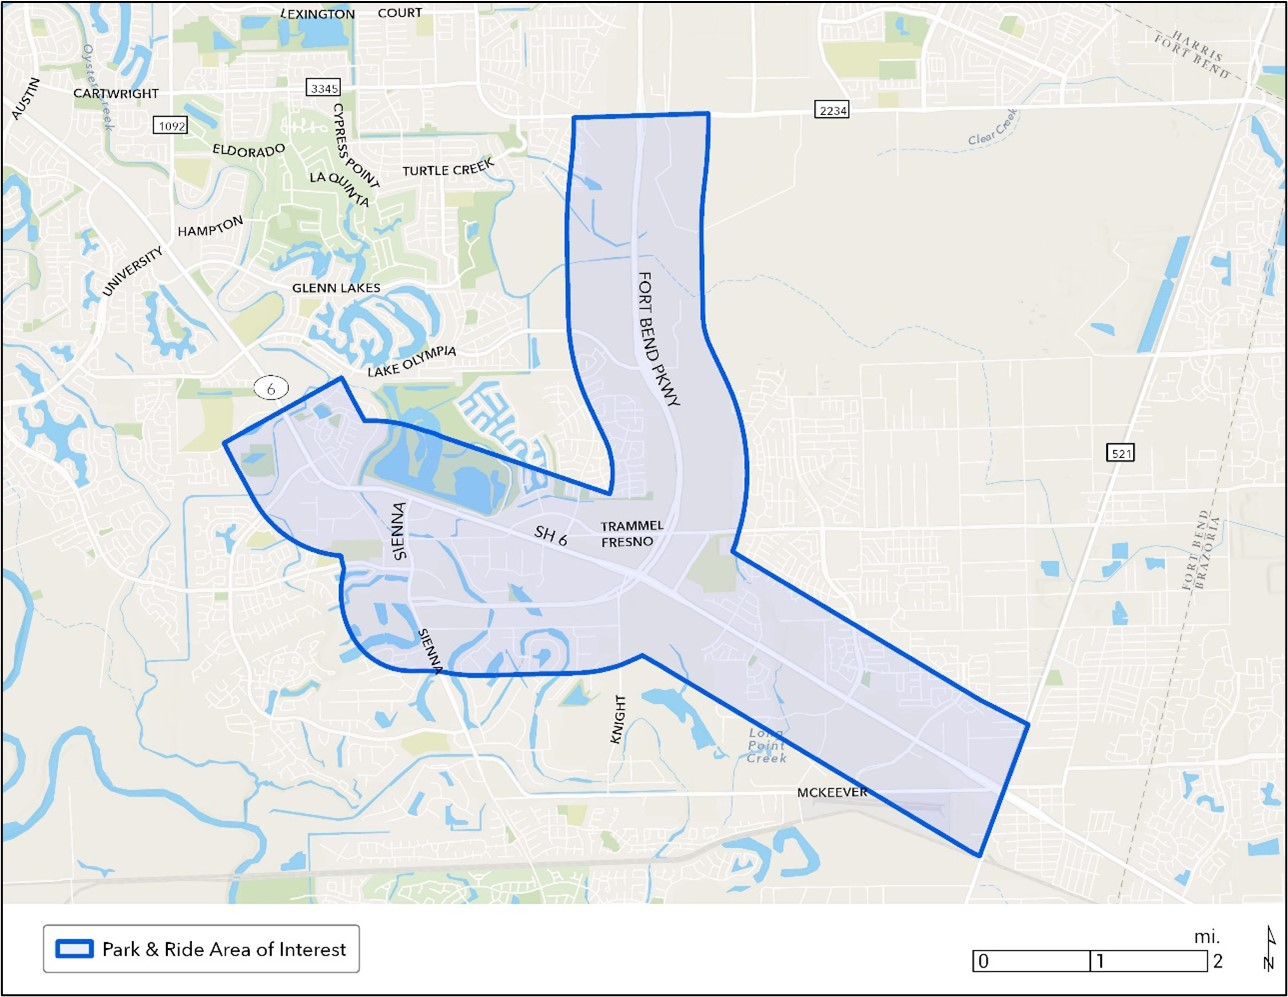 LEXINGTON COURT
HARRIS
FORT BEND
Oyster Creek
AUSTIN
CARTWRIGHT
3345
2234
1092
CYPRESS POINT
Clear Creek
ELDORADO
TURTLE CREEK
LA QUINTA
HAMPTON
UNIVERSITY
GLENN LAKES
FORT BEND PKWY
LAKE OLYMPIA
6
521
SIENNA
SH 6
TRAMMEL
FRESNO
FORT BEND
BRAZORIA
SIENNA
KNIGHT
Long
Point
Creek
MCKEEVER
Park & Ride Area of Interest
mi.
0 1 2
N